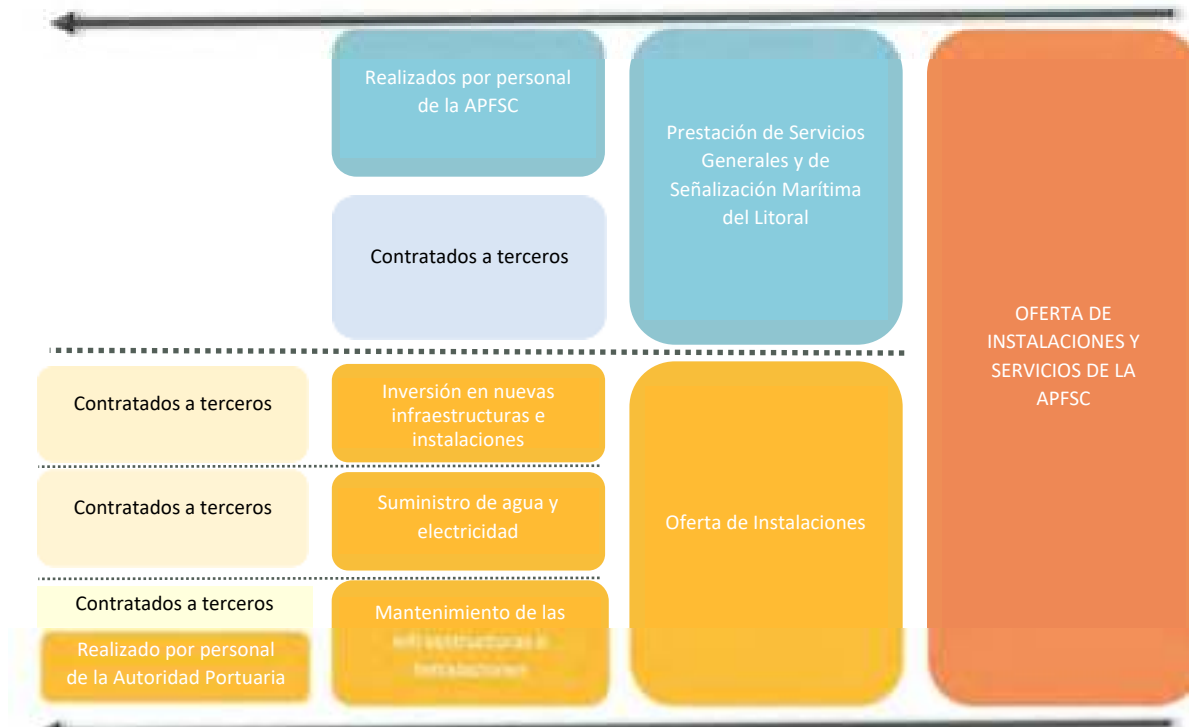 Realizados por personal
de la APFSC
Prestación de Servicios
Generales y de
Señalización Marítima
del Litoral
Contratados a terceros
OFERTA DE
INSTALACIONES Y
SERVICIOS DE LA
APFSC
Contratados a terceros
Inversión en nuevas
infraestructuras e
instalaciones
Contratados a terceros
Suministro de agua y
electricidad
Oferta de Instalaciones
Contratados a terceros
Realizado por personal
de la Autoridad Portuaria
Mantenimiento de las
infraestructuras e
instalaciones